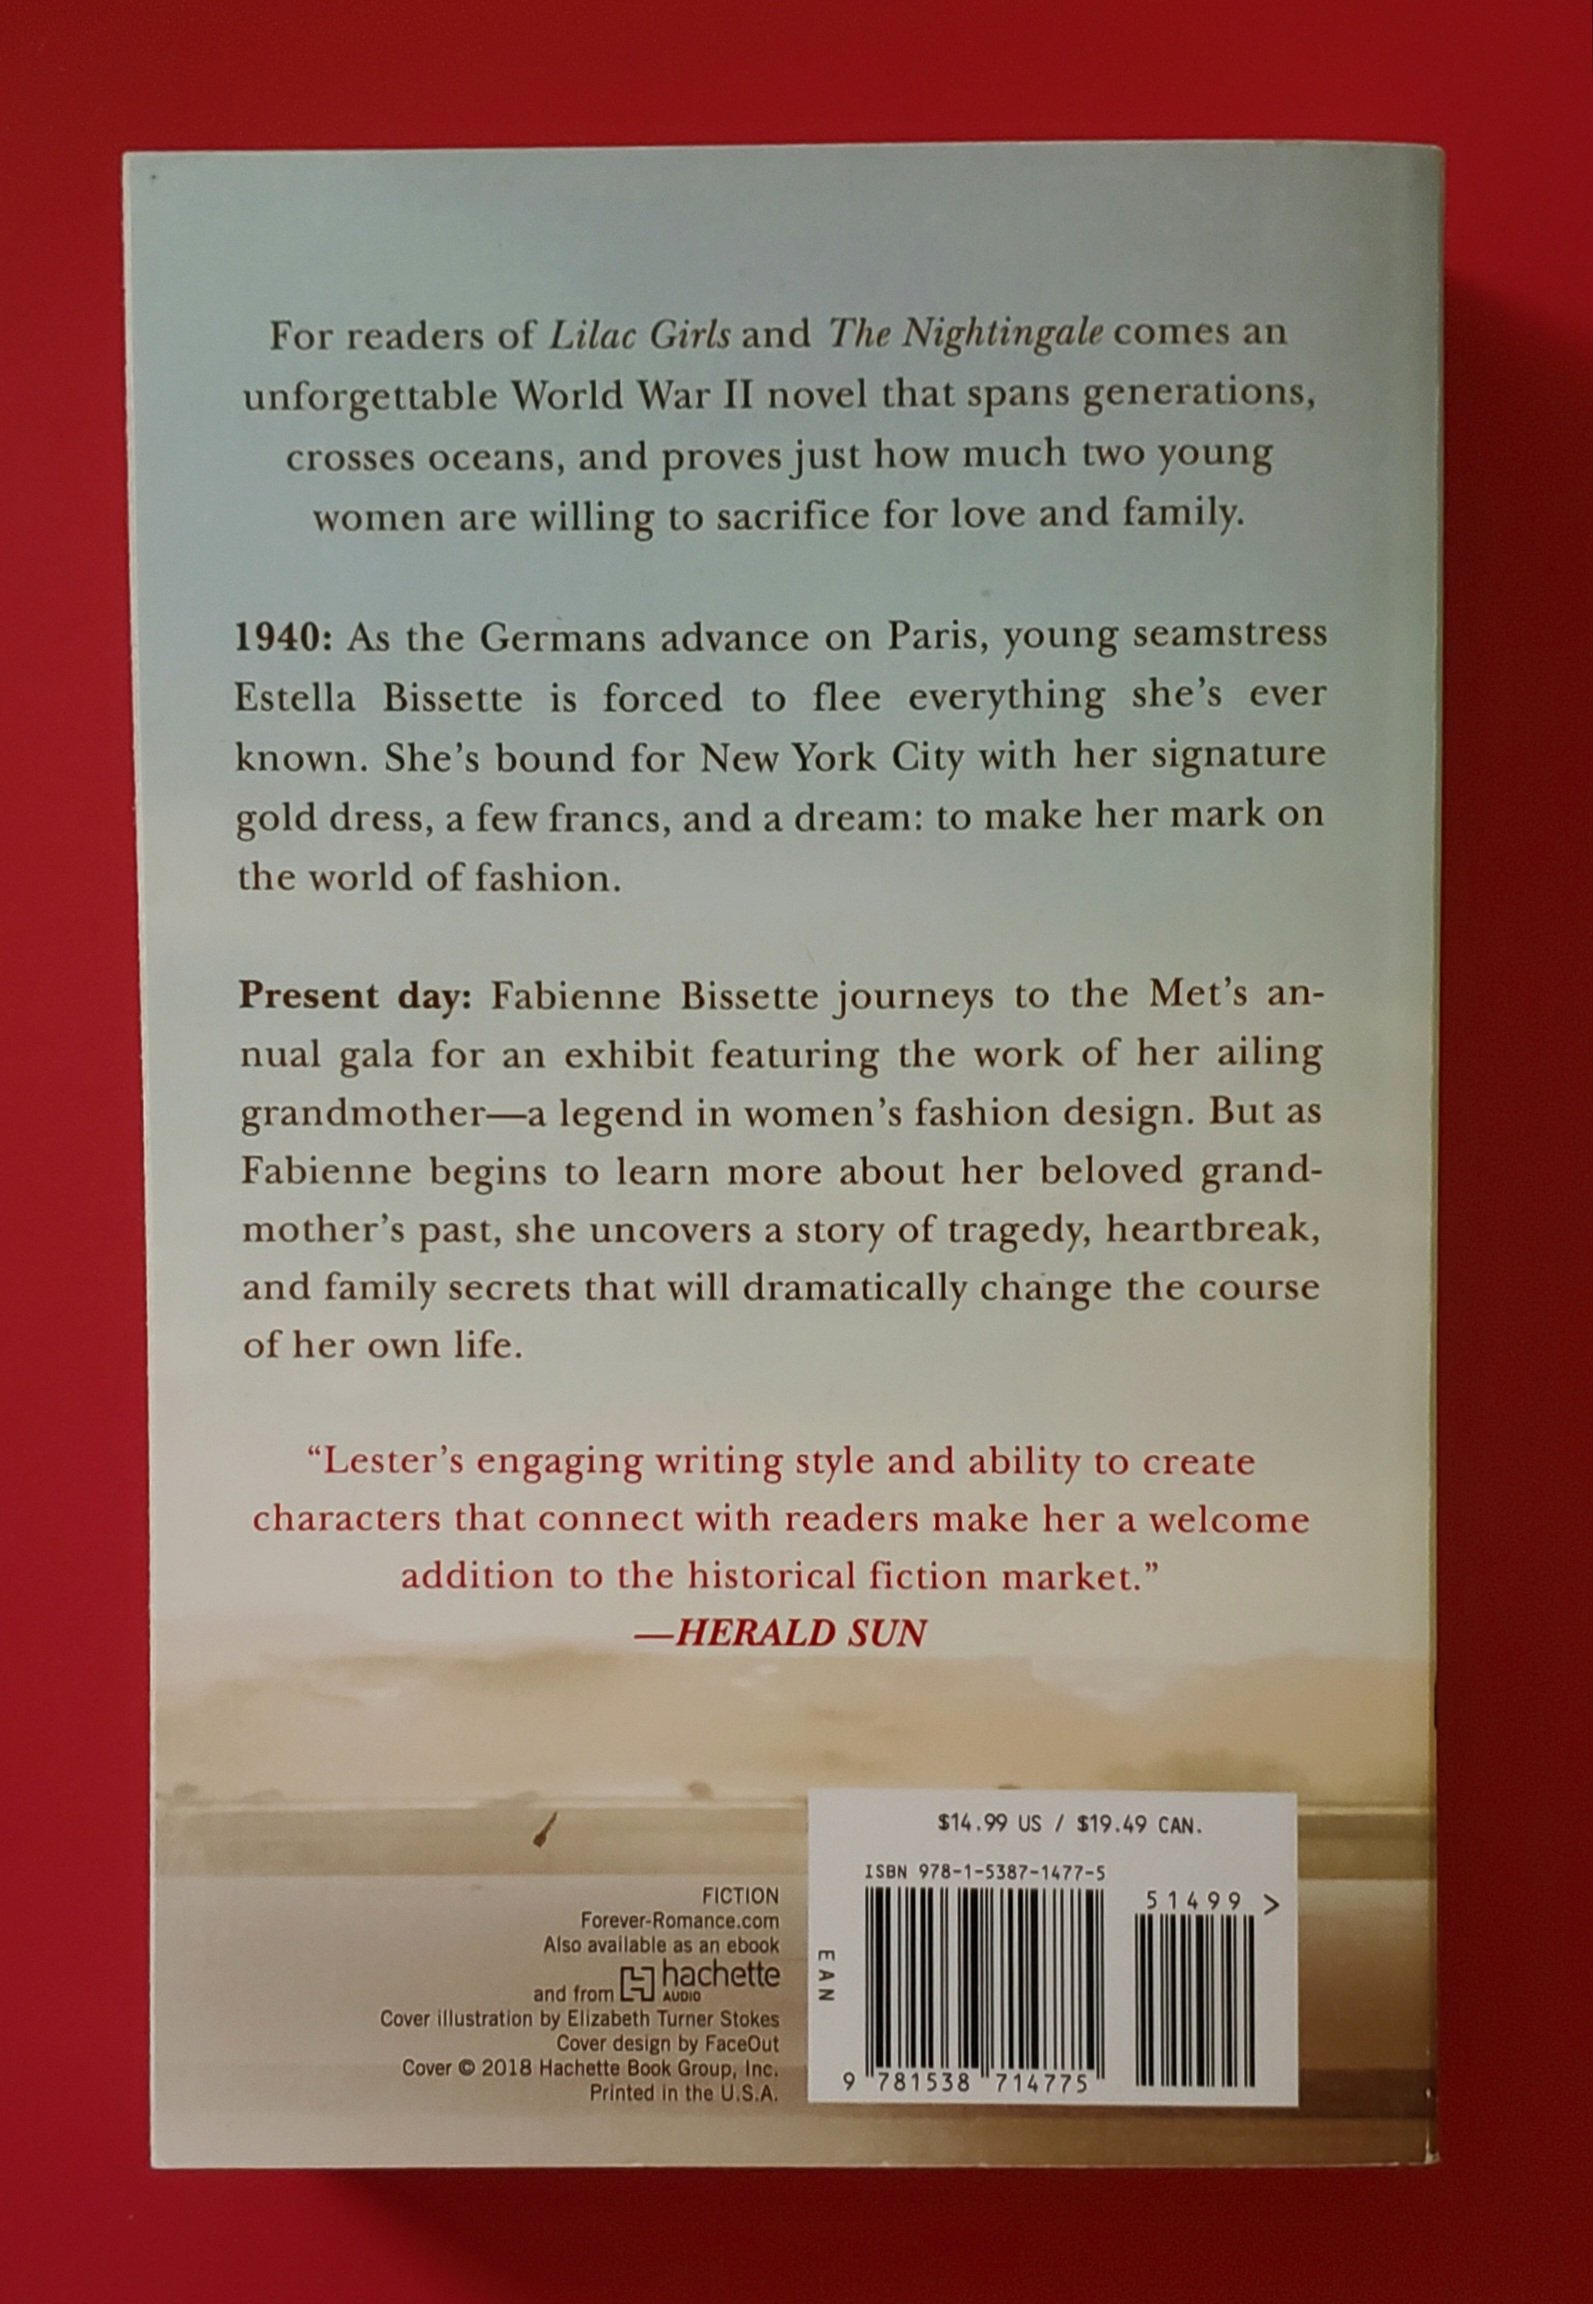 For readers of Lilac Girls and The Nightingale comes an
unforgettable World War II novel that spans generations,
crosses oceans, and proves just how much two young
women are willing to sacrifice for love and family.
1940: As the Germans advance on Paris, young seamstress
Estella Bissette is forced to flee everything she's ever
known. She's bound for New York City with her signature
gold dress, a few francs, and a dream: to make her mark on
the world of fashion.
Present day: Fabienne Bissette journeys to the Met's an-
nual gala for an exhibit featuring the work of her ailing
grandmother—a legend in women's fashion design. But as
Fabienne begins to learn more about her beloved grand-
mother's past, she uncovers a story of tragedy, heartbreak,
and family secrets that will dramatically change the course
of her own life.
“Lester's engaging writing style and ability to create
characters that connect with readers make her a welcome
addition to the historical fiction market.”
—HERALD SUN
FICTION
Forever-Romance.com
Also available as an ebook
and from hachette AUDIO
Cover illustration by Elizabeth Turner Stokes
Cover design by FaceOut
Cover © 2018 Hachette Book Group, Inc.
Printed in the U.S.A.
$14.99 US / $19.49 CAN.
ISBN 978-1-5387-1477-5
51499 >
EAN
9 781538 714775